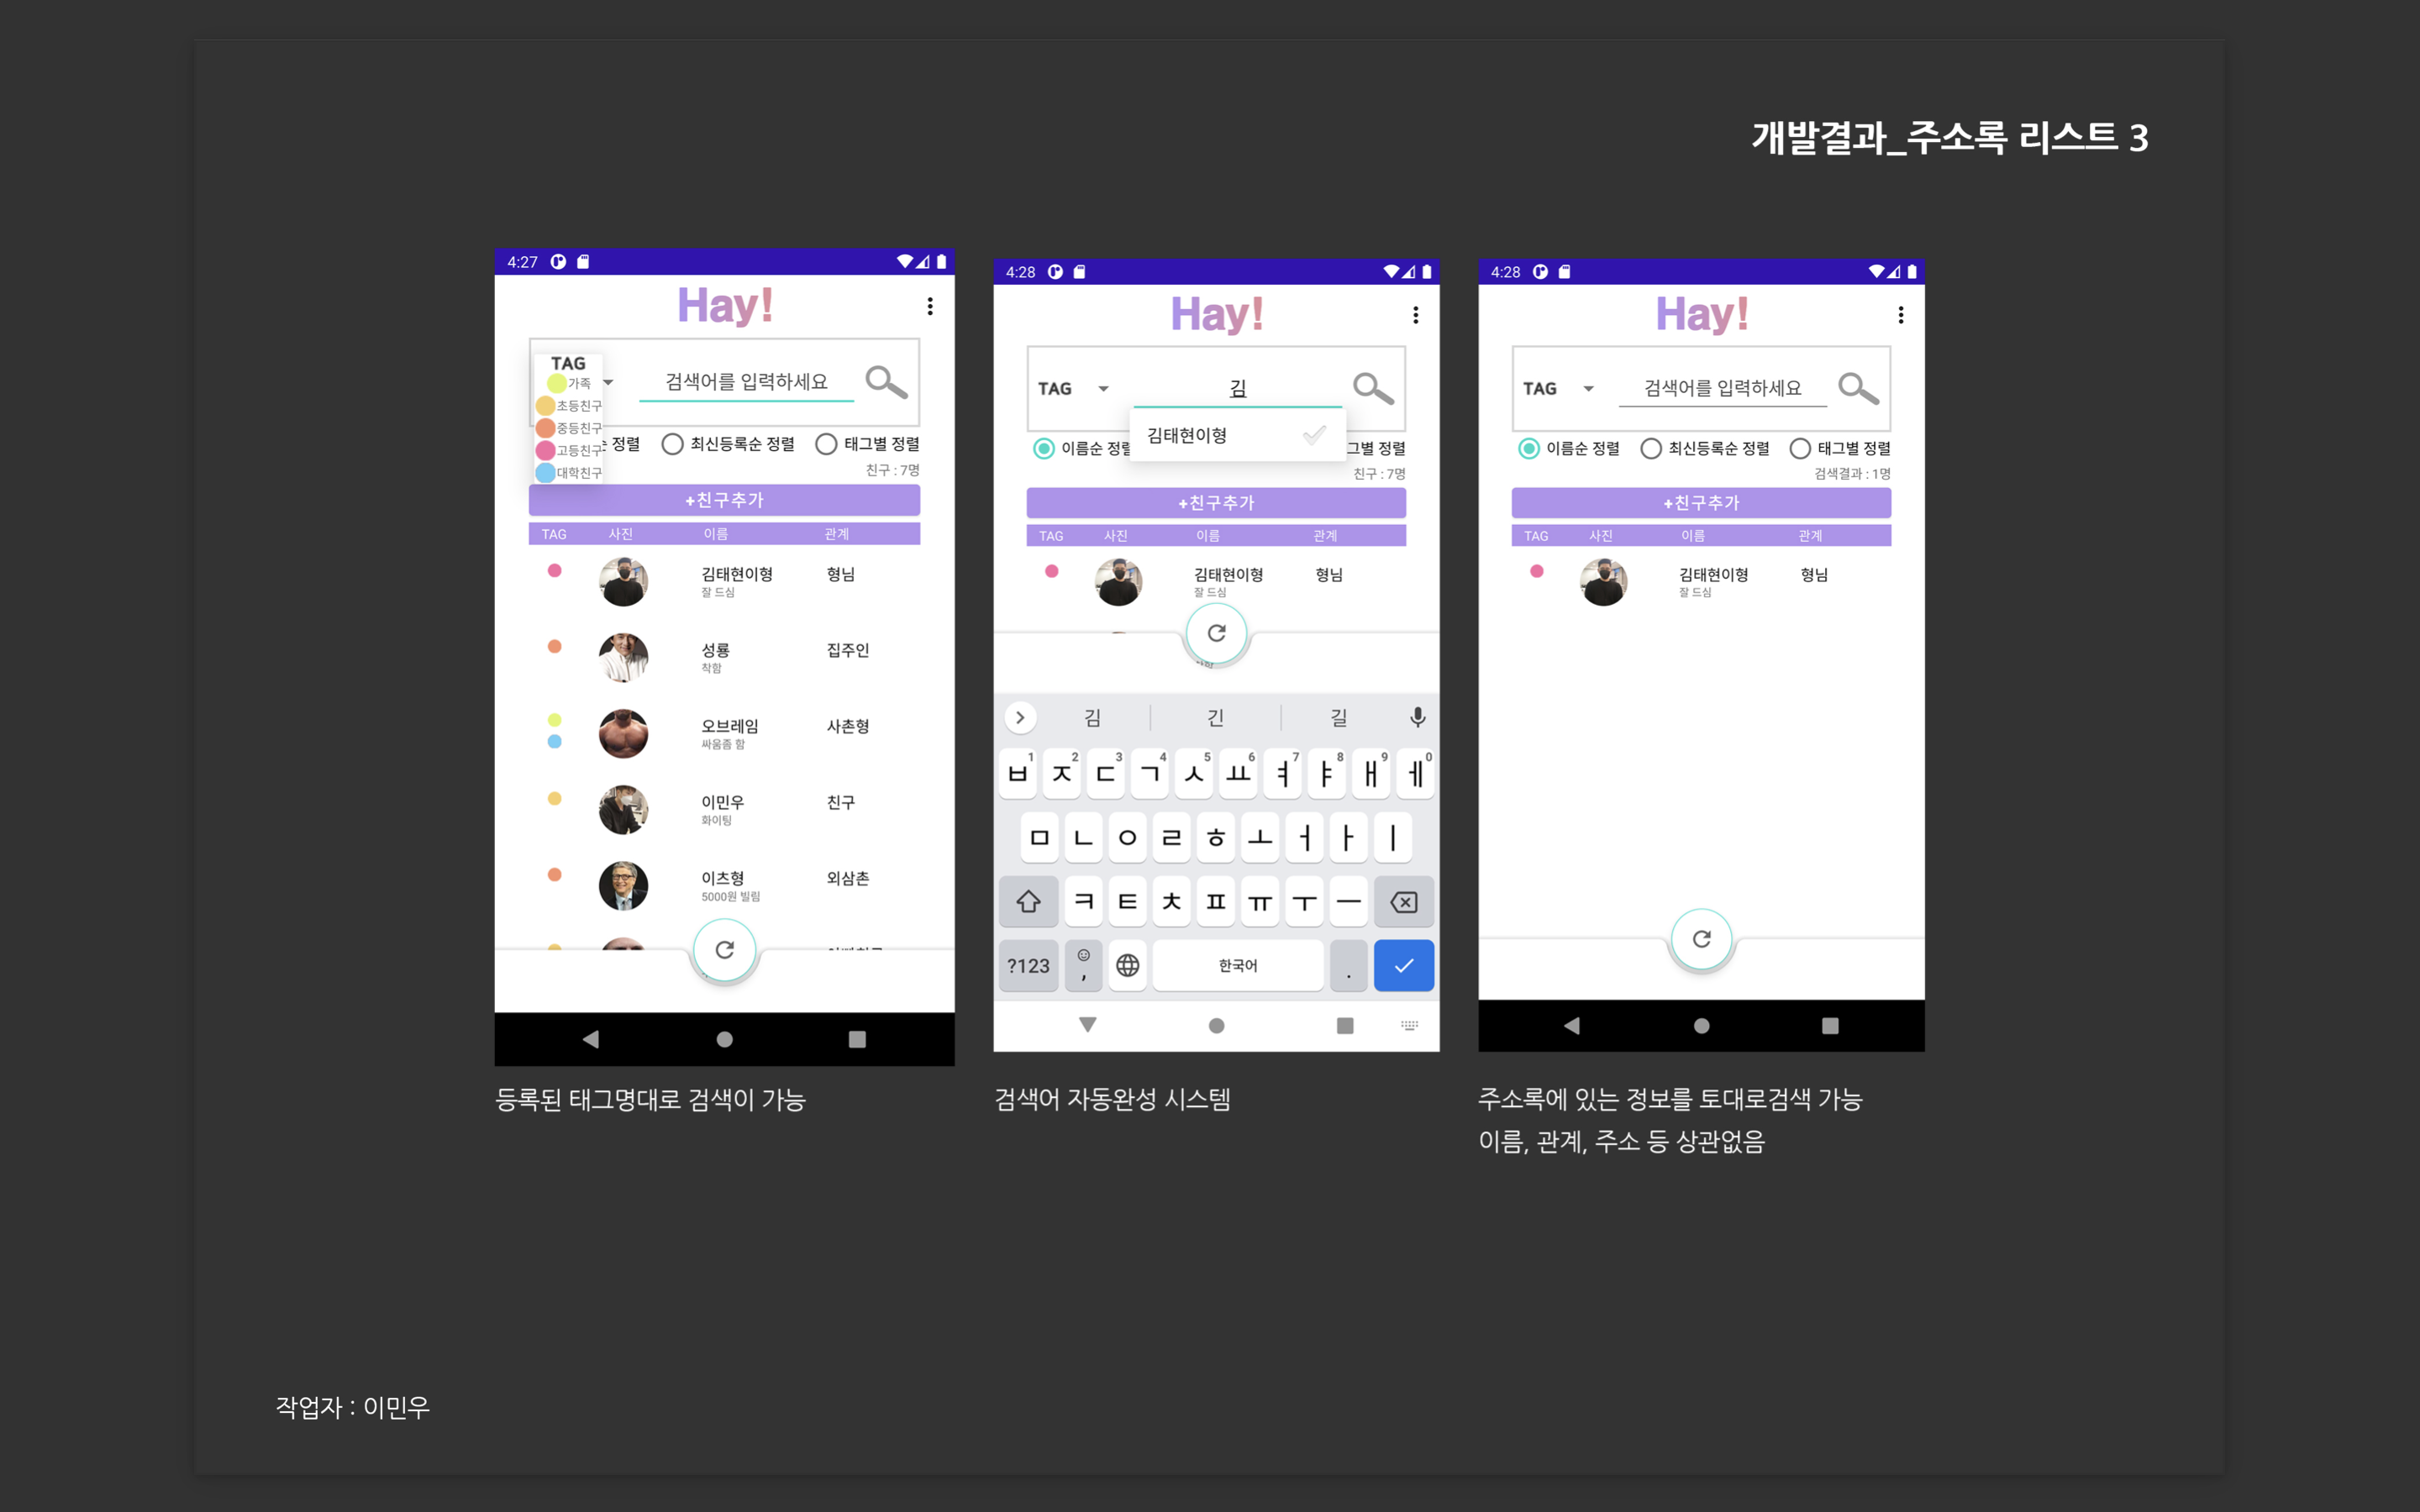 개발결과_주소록 리스트 3
4:27
Hay!
TAG
가족
초등친구
중등친구
고등친구
대학친구
검색어를 입력하세요
순 정렬 최신등록순 정렬 태그별 정렬
친구 : 7명
+친구추가
TAG 사진 이름 관계
김태현이형 형님
잘 드심
성룡 집주인
착함
오브레임 사촌형
싸움좀 함
이민우 친구
화이팅
이츠형 외삼촌
5000원 빌림
등록된 태그명대로 검색이 가능
4:28
Hay!
TAG 김
김태현이형
이름순 정렬 그별 정렬
친구 : 7명
+친구추가
TAG 사진 이름 관계
김태현이형 형님
잘 드심
김 긴 길
ㅂ1 ㅈ2 ㄷ3 ㄱ4 ㅅ5 ㅛ6 ㅕ7 ㅑ8 ㅐ9 ㅔ0
ㅁ ㄴ ㅇ ㄹ ㅎ ㅗ ㅓ ㅏ ㅣ
ㅋ ㅌ ㅊ ㅍ ㅠ ㅜ ㅡ
?123 , 한국어 .
검색어 자동완성 시스템
4:28
Hay!
TAG 검색어를 입력하세요
이름순 정렬 최신등록순 정렬 태그별 정렬
검색결과 : 1명
+친구추가
TAG 사진 이름 관계
김태현이형 형님
잘 드심
주소록에 있는 정보를 토대로검색 가능
이름, 관계, 주소 등 상관없음
작업자 : 이민우